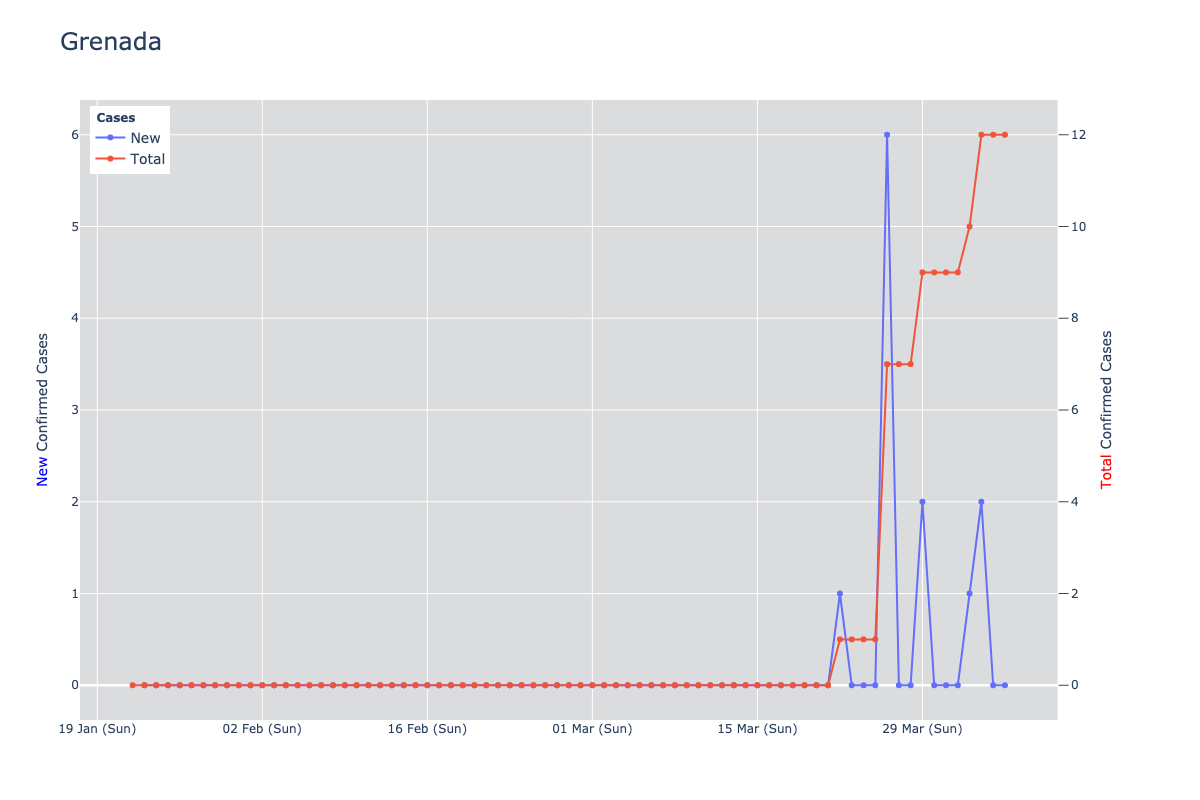 Grenada
Cases
New
Total
6
5
4
3
2
1
0
12
10
8
6
4
2
0
New Confirmed Cases
Total Confirmed Cases
19 Jan (Sun)
02 Feb (Sun)
16 Feb (Sun)
01 Mar (Sun)
15 Mar (Sun)
29 Mar (Sun)